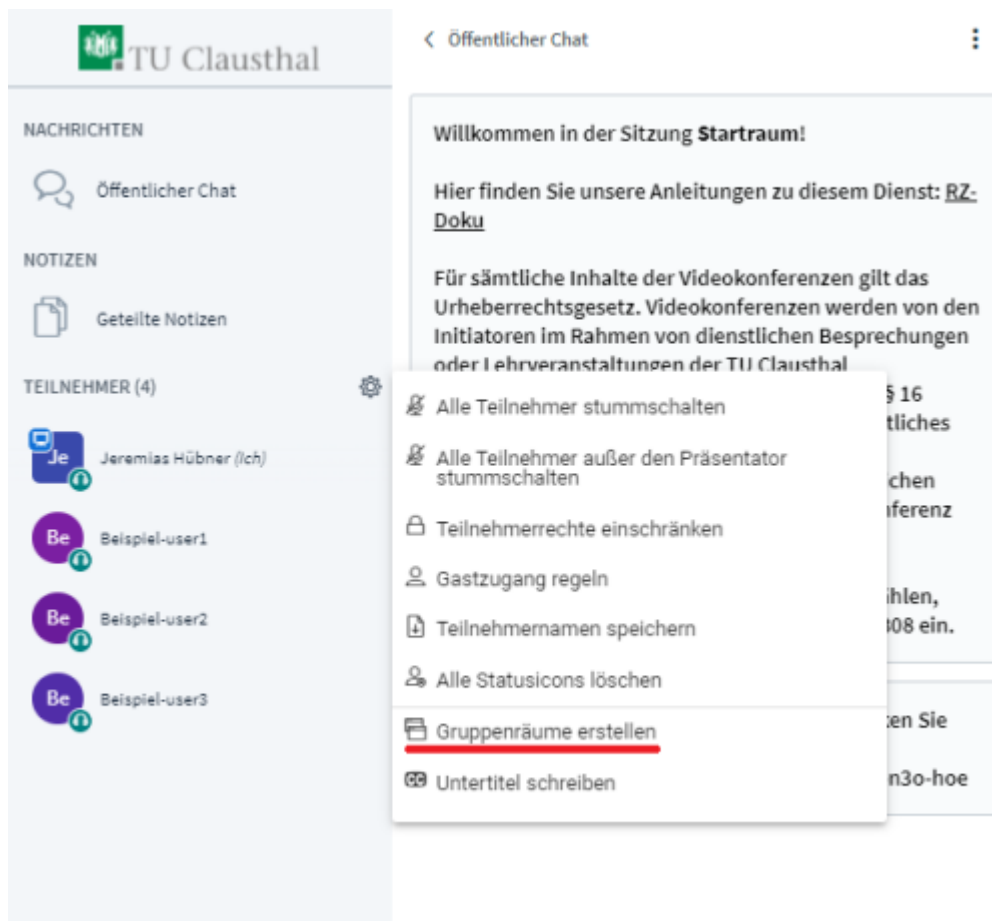 TU Clausthal
NACHRICHTEN
Öffentlicher Chat
NOTIZEN
Geteilte Notizen
TEILNEHMER (4)
Je
Jeremias Hübner (Ich)
Be
Beispiel-user1
Be
Beispiel-user2
Be
Beispiel-user3
Öffentlicher Chat
Willkommen in der Sitzung Startraum!
Hier finden Sie unsere Anleitungen zu diesem Dienst: RZ-
Doku
Für sämtliche Inhalte der Videokonferenzen gilt das
Urheberrechtsgesetz. Videokonferenzen werden von den
Initiatoren im Rahmen von dienstlichen Besprechungen
oder Lehrveranstaltungen der TU Clausthal
§ 16
tliches
chen
nferenz
ählen,
808 ein.
ken Sie
n3o-hoe
Alle Teilnehmer stummschalten
Alle Teilnehmer außer den Präsentator
stummschalten
Teilnehmerrechte einschränken
Gastzugang regeln
Teilnehmernamen speichern
Alle Statusicons löschen
Gruppenräume erstellen
CC Untertitel schreiben